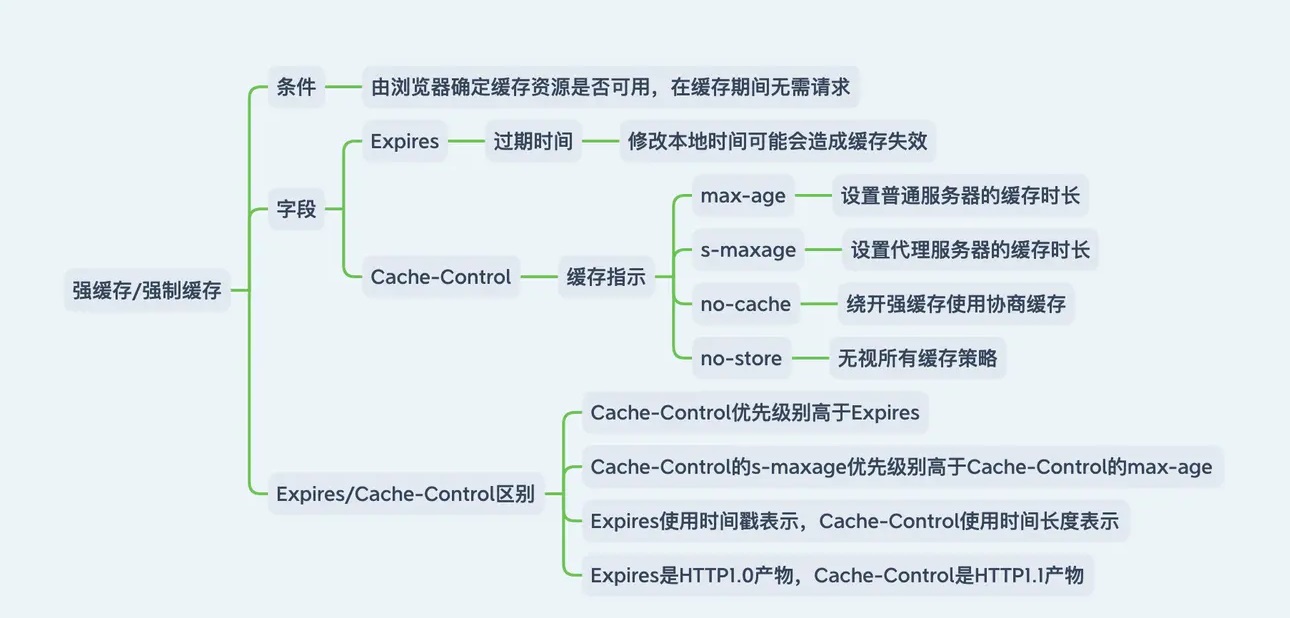 强缓存/强制缓存
条件
由浏览器确定缓存资源是否可用，在缓存期间无需请求
字段
Expires
过期时间
修改本地时间可能会造成缓存失效
Cache-Control
缓存指示
max-age
设置普通服务器的缓存时长
s-maxage
设置代理服务器的缓存时长
no-cache
绕开强缓存使用协商缓存
no-store
无视所有缓存策略
Expires/Cache-Control区别
Cache-Control优先级别高于Expires
Cache-Control的s-maxage优先级别高于Cache-Control的max-age
Expires使用时间戳表示，Cache-Control使用时间长度表示
Expires是HTTP1.0产物，Cache-Control是HTTP1.1产物